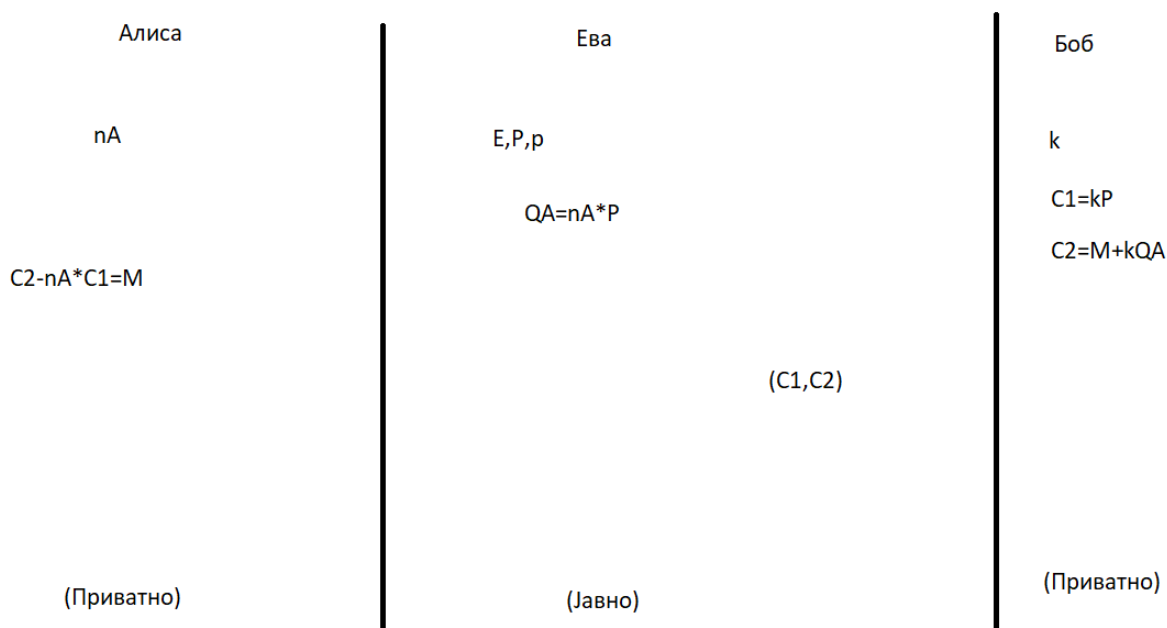 Алиса
Ева
Боб
nA
E,P,p
k
QA=nA*P
C1=kP
C2=M+kQA
C2-nA*C1=M
(C1,C2)
(Приватно)
(Јавно)
(Приватно)